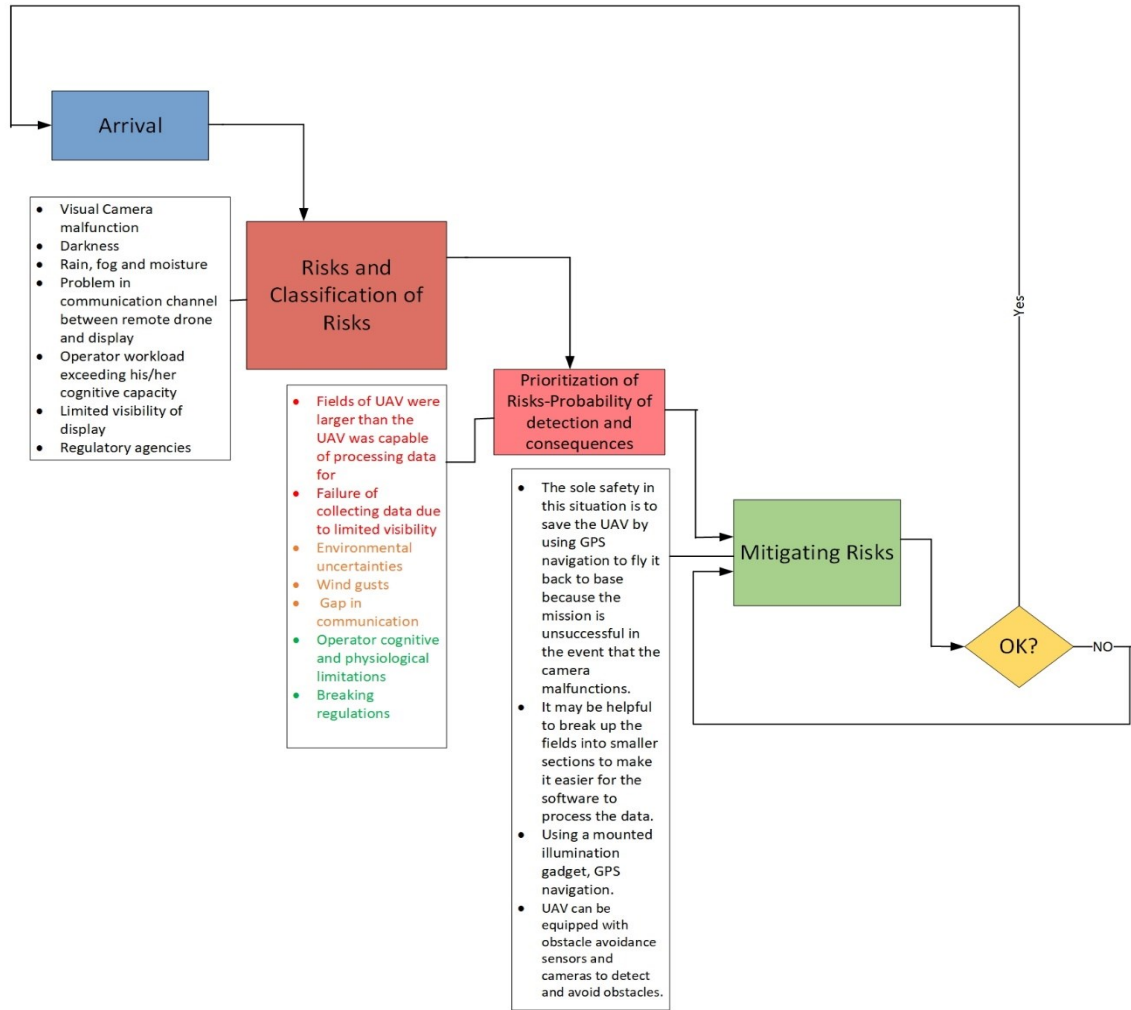 Arrival
● Visual Camera
malfunction
● Darkness
● Rain, fog and moisture
● Problem in
communication channel
between remote drone
and display
● Operator workload
exceeding his/her
cognitive capacity
● Limited visibility of
display
● Regulatory agencies
Risks and
Classification of
Risks
● Fields of UAV were
larger than the
UAV was capable
of processing data
for
● Failure of
collecting data due
to limited visibility
● Environmental
uncertainties
● Wind gusts
● Gap in
communication
● Operator cognitive
and physiological
limitations
● Breaking
regulations
Prioritization of
Risks-Probability of
detection and
consequences
● The sole safety in
this situation is to
save the UAV by
using GPS
navigation to fly it
back to base
because the
mission is
unsuccessful in
the event that the
camera
malfunctions.
● It may be helpful
to break up the
fields into smaller
sections to make
it easier for the
software to
process the data.
● Using a mounted
illumination
gadget, GPS
navigation.
● UAV can be
equipped with
obstacle avoidance
sensors and
cameras to detect
and avoid obstacles.
Mitigating Risks
OK?
Yes
NO